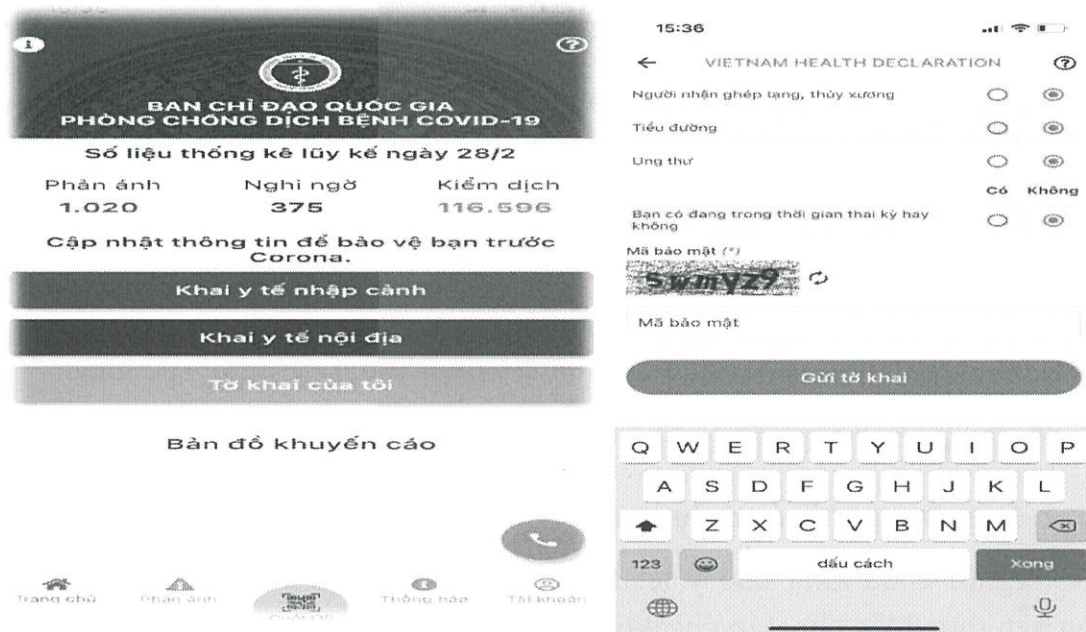 BAN CHỈ ĐẠO QUỐC GIA
PHÒNG CHỐNG DỊCH BỆNH COVID-19
Số liệu thống kê lũy kế ngày 28/2
Phản ánh Nghi ngờ Kiểm dịch
1.020 375 116.596
Cập nhật thông tin để bảo vệ bạn trước
Corona.
Khai y tế nhập cảnh
Khai y tế nội địa
Tờ khai của tôi
Bản đồ khuyến cáo
Trang chủ Phản ánh Thông báo Tài khoản
15:36
VIETNAM HEALTH DECLARATION
Người nhận ghép tạng, thủy xương
Tiểu đường
Ung thư
Có Không
Bạn có đang trong thời gian thai kỳ hay
không
Mã bảo mật (*)
swmyz9
Mã bảo mật
Gửi tờ khai
Q W E R T Y U I O P
A S D F G H J K L
Z X C V B N M
123 dấu cách Xong